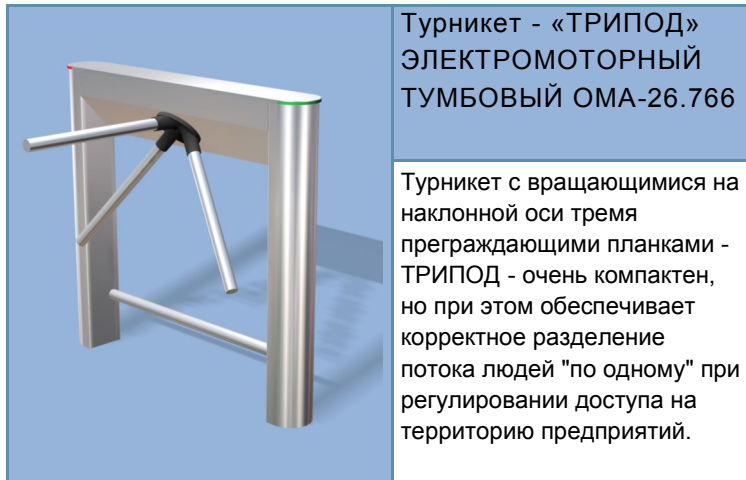 Турникет - «ТРИПОД»
ЭЛЕКТРОМОТОРНЫЙ
ТУМБОВЫЙ ОМА-26.766
Турникет с вращающимися на
наклонной оси тремя
преграждающими планками -
ТРИПОД - очень компактен,
но при этом обеспечивает
корректное разделение
потока людей "по одному" при
регулировании доступа на
территорию предприятий.